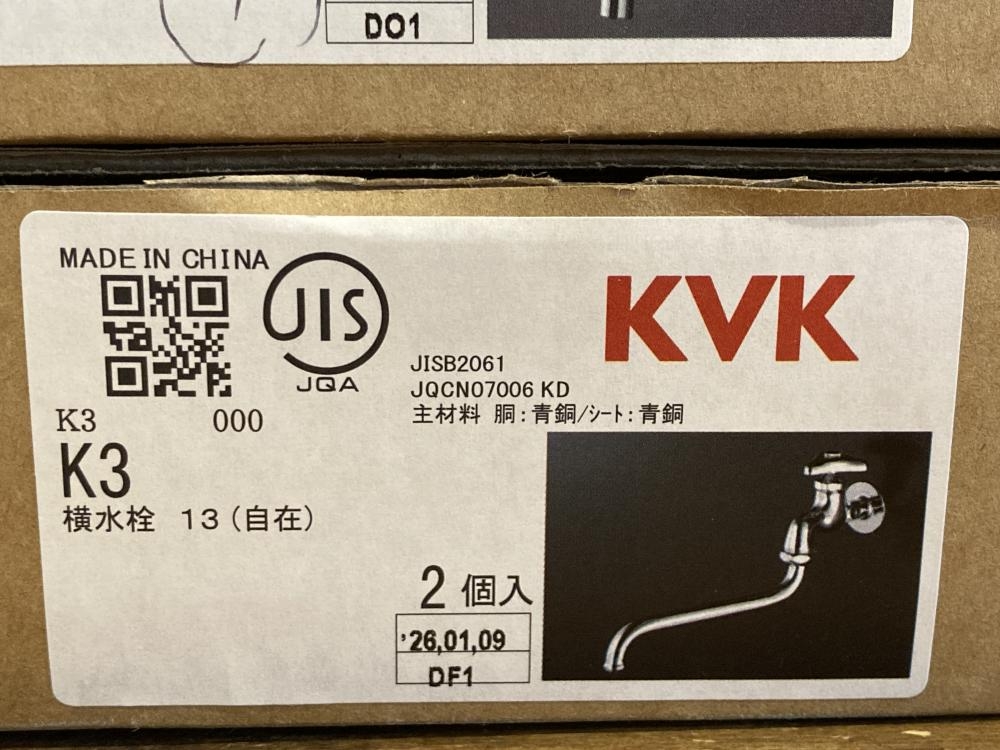 DO1
MADE IN CHINA
JIS
JQA
KVK
JISB2061
JQCN07006 KD
主材料 胴：青銅/シート：青銅
K3 000
K3
横水栓 13（自在）
2 個入
'26,01,09
DF1